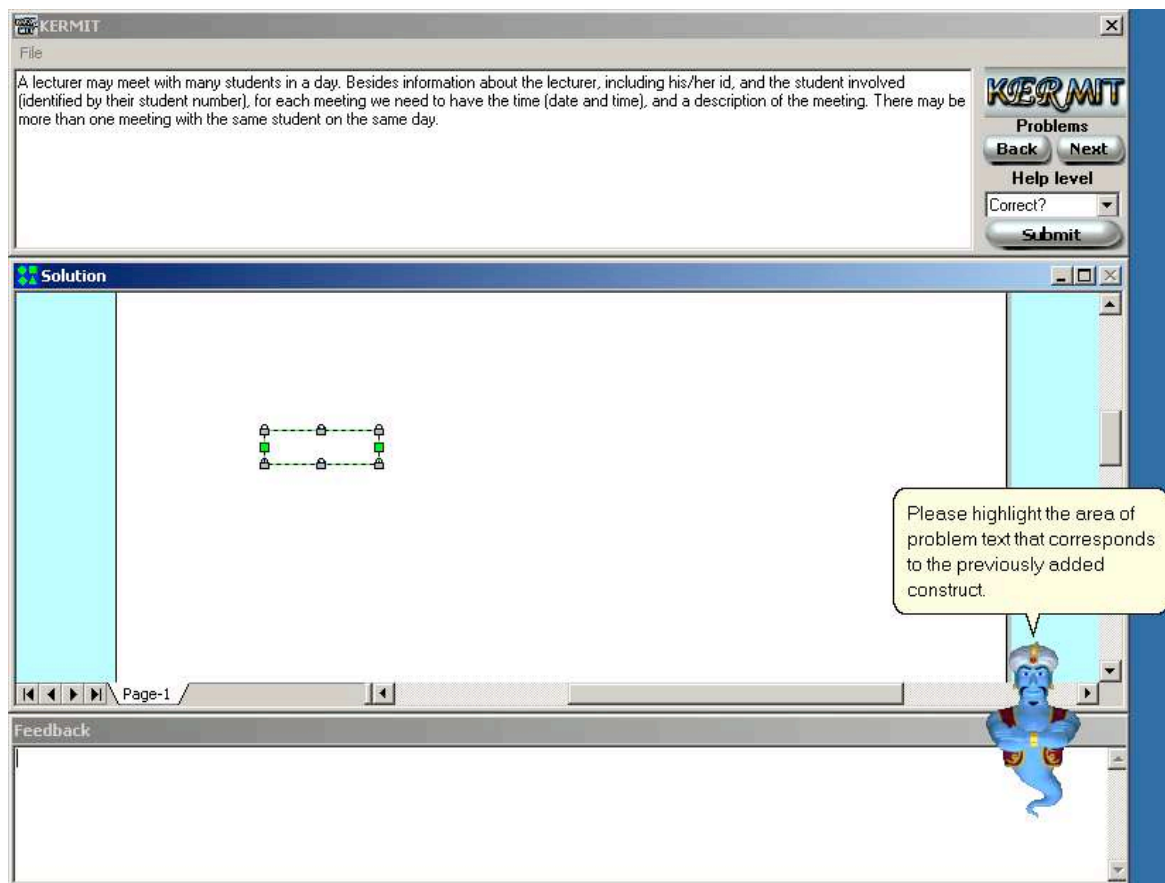 KERMIT
File
A lecturer may meet with many students in a day. Besides information about the lecturer, including his/her id, and the student involved
(identified by their student number), for each meeting we need to have the time (date and time), and a description of the meeting. There may be
more than one meeting with the same student on the same day.
KERMIT
Problems
Back Next
Help level
Correct?
Submit
Solution
Please highlight the area of
problem text that corresponds
to the previously added
construct.
Page-1
Feedback